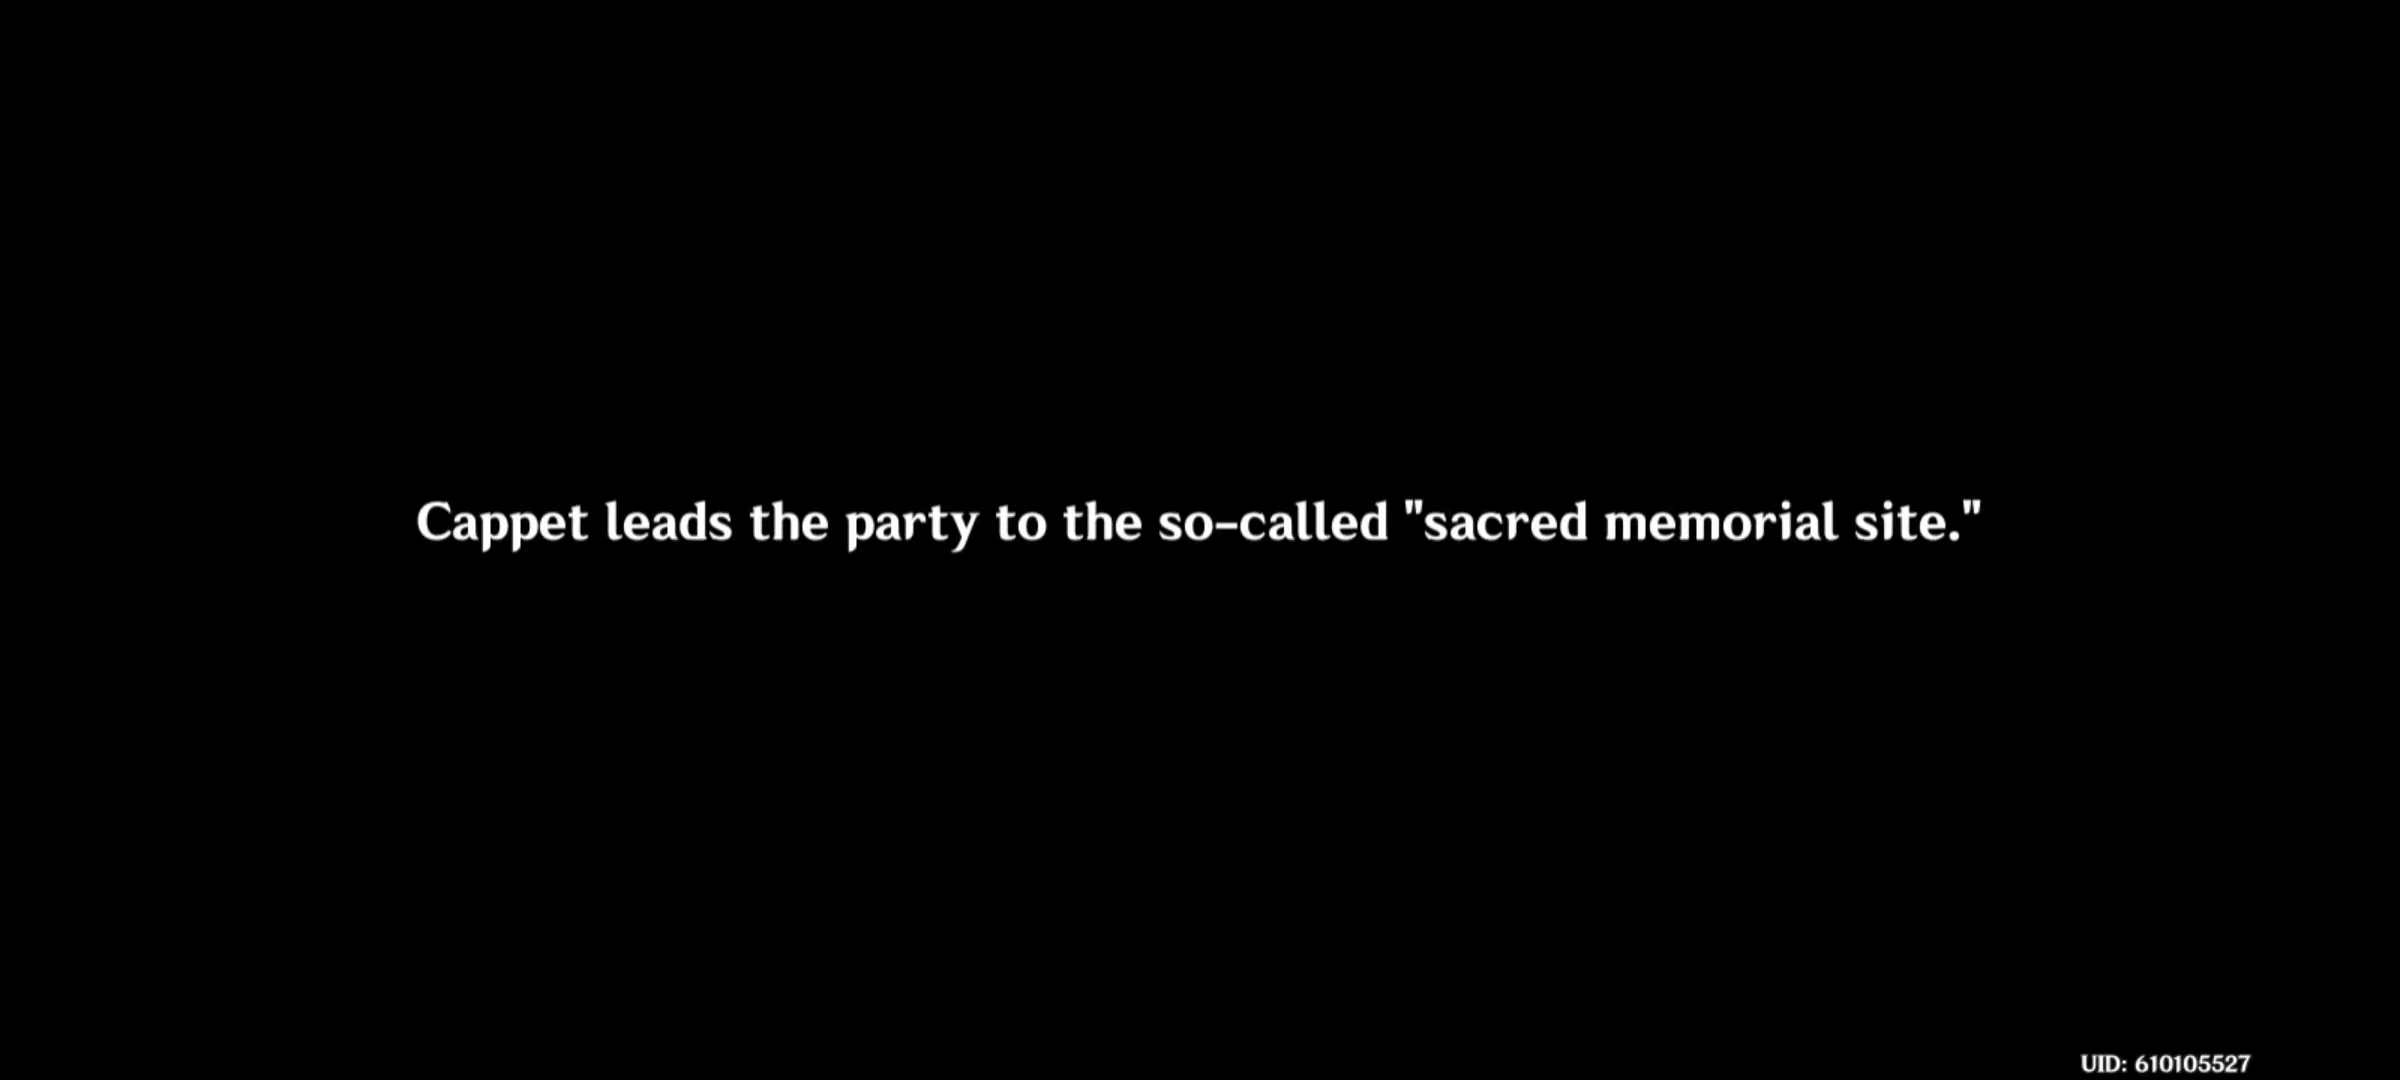 Cappet leads the party to the so-called "sacred memorial site."
UID: 610105527